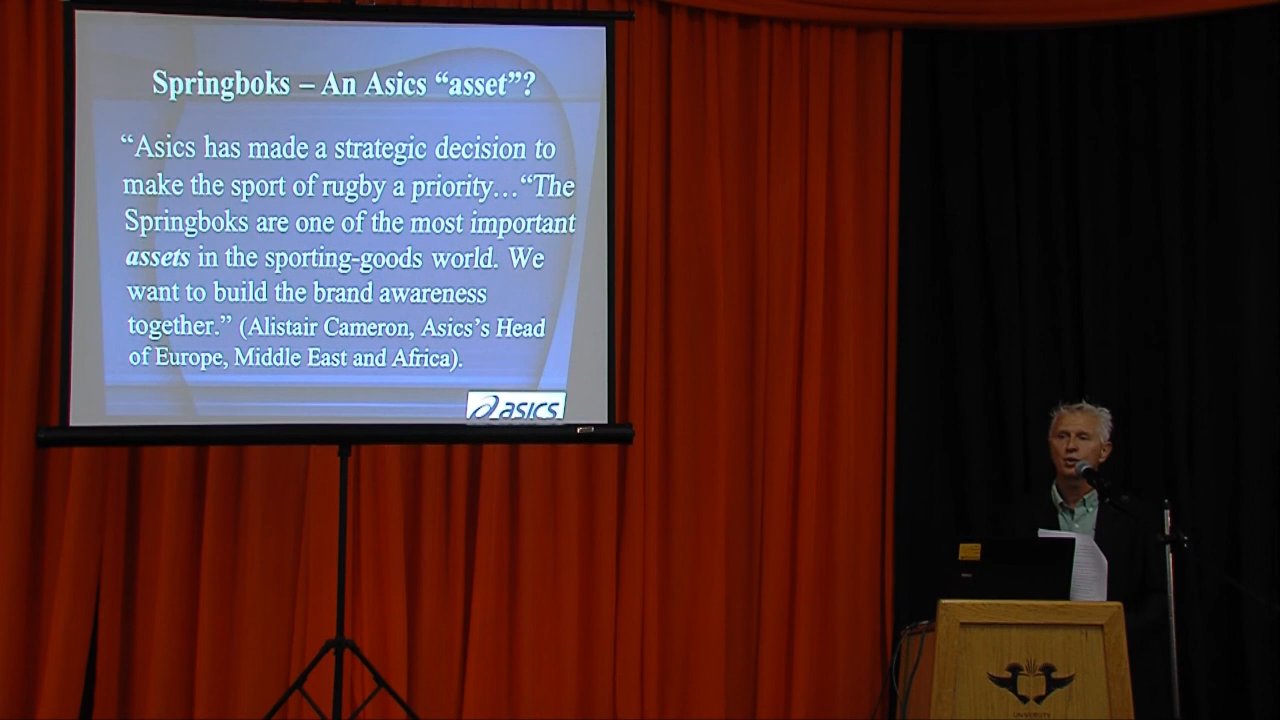 Springboks – An Asics “asset”?
“Asics has made a strategic decision to
make the sport of rugby a priority…“The
Springboks are one of the most important
assets in the sporting-goods world. We
want to build the brand awareness
together.” (Alistair Cameron, Asics’s Head
of Europe, Middle East and Africa).
asics
UNIVERSITY